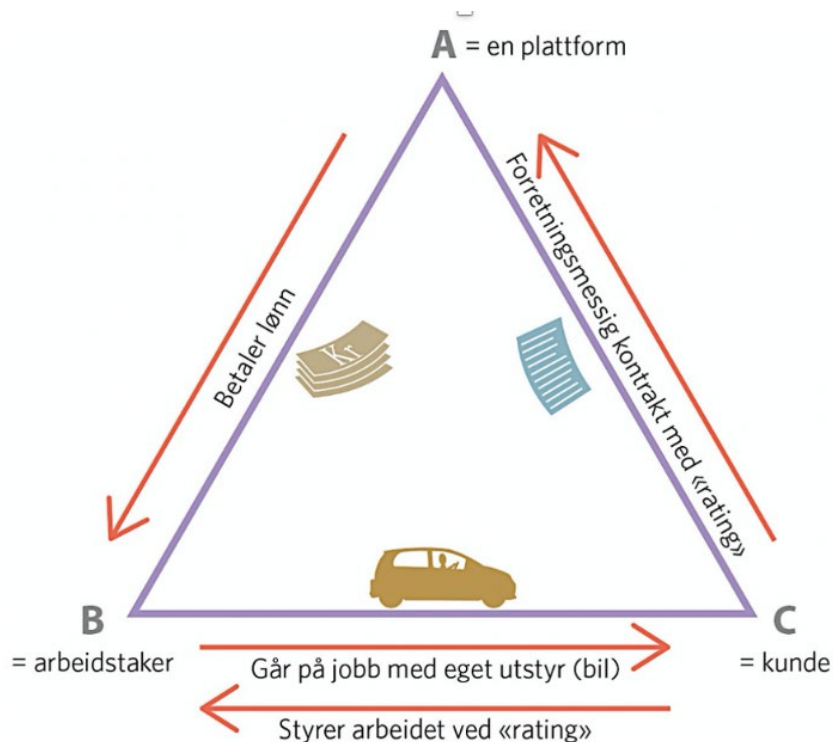 A = en plattform
Betaler lønn
Kr
Forretningsmessig kontrakt med «rating»
B
= arbeidstaker
C
= kunde
Går på jobb med eget utstyr (bil)
Styrer arbeidet ved «rating»